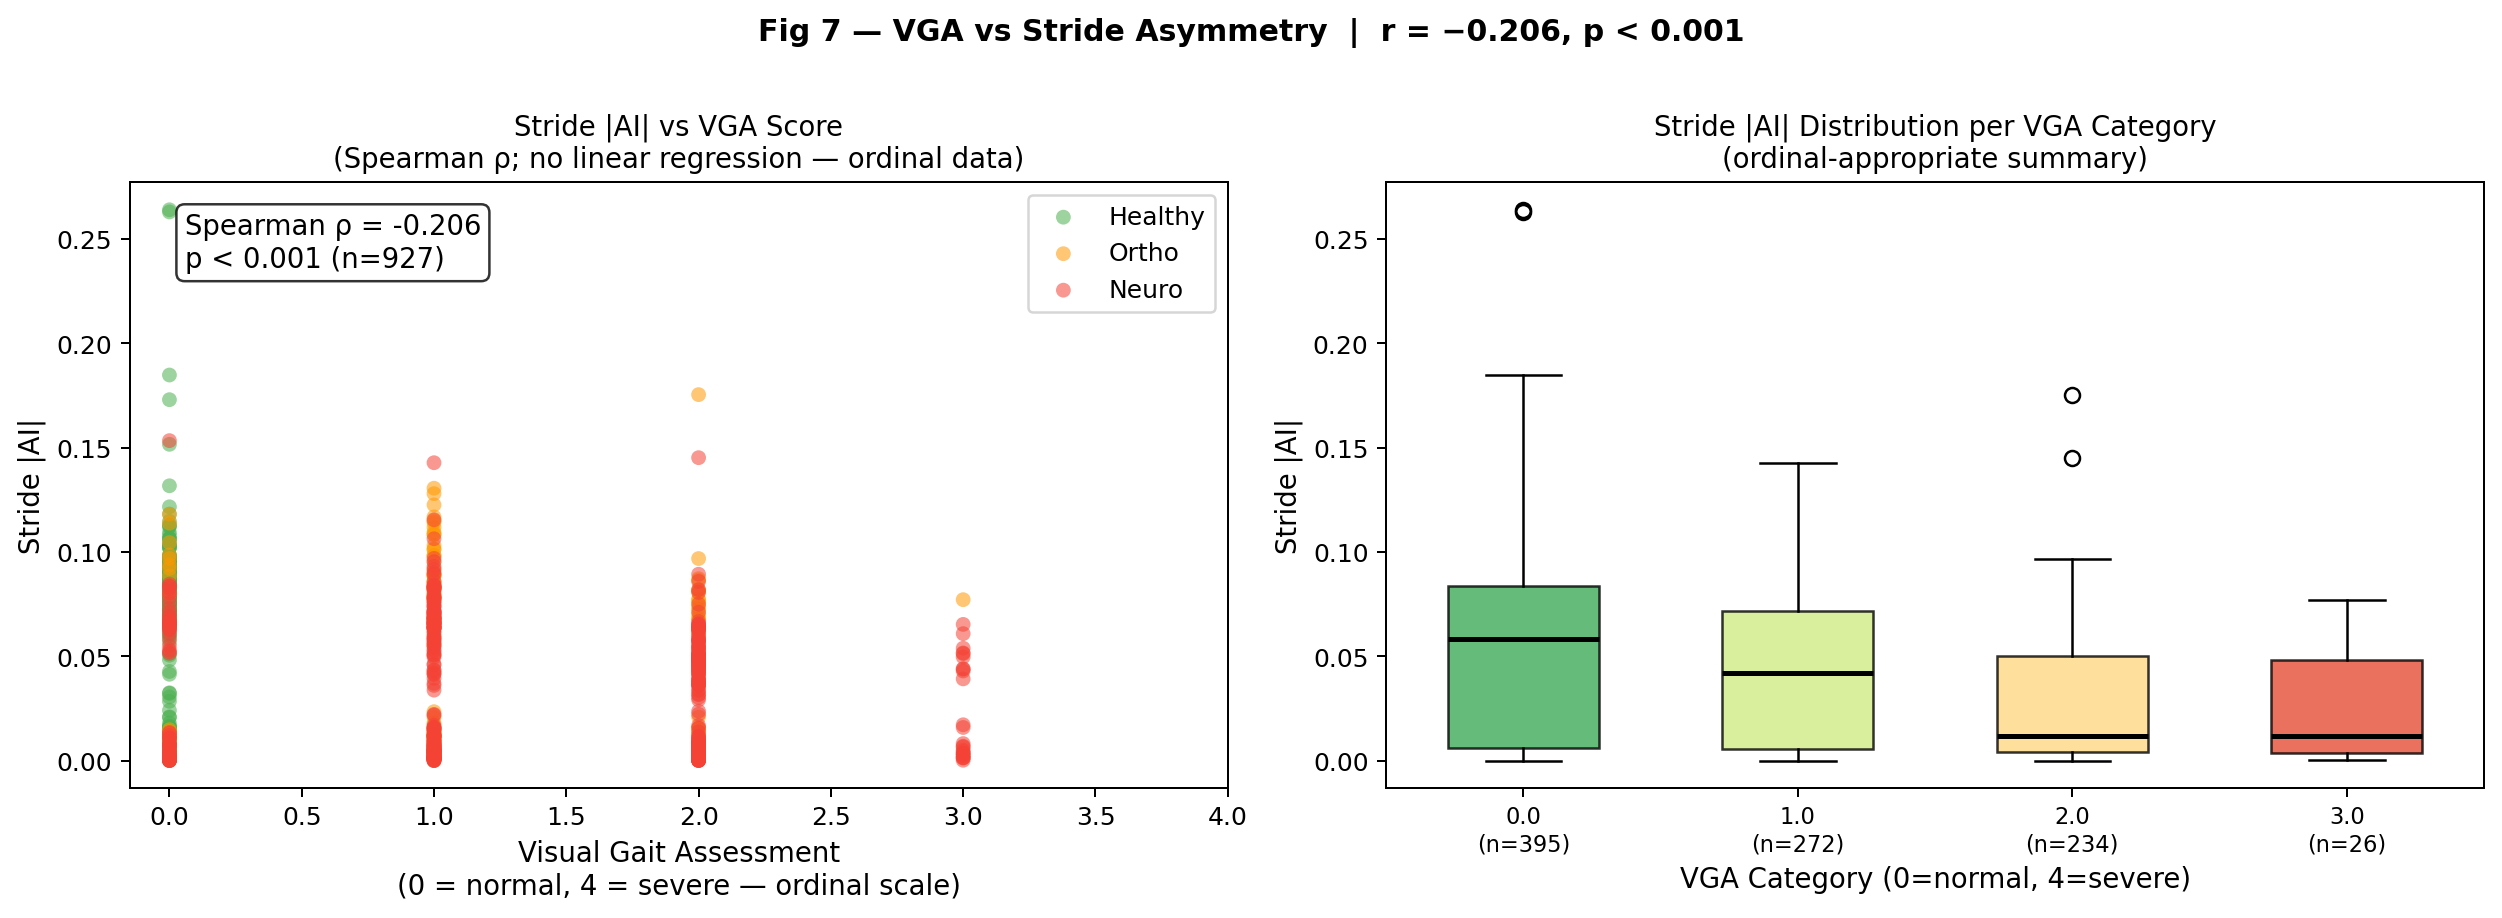 Fig 7 — VGA vs Stride Asymmetry  |  r = −0.206, p < 0.001
Stride |AI| vs VGA Score
(Spearman ρ; no linear regression — ordinal data)
Spearman ρ = -0.206
p < 0.001 (n=927)
Healthy
Ortho
Neuro
Stride |AI|
0.25
0.20
0.15
0.10
0.05
0.00
0.0 0.5 1.0 1.5 2.0 2.5 3.0 3.5 4.0
Visual Gait Assessment
(0 = normal, 4 = severe — ordinal scale)
Stride |AI| Distribution per VGA Category
(ordinal-appropriate summary)
Stride |AI|
0.25
0.20
0.15
0.10
0.05
0.00
0.0 1.0 2.0 3.0
(n=395) (n=272) (n=234) (n=26)
VGA Category (0=normal, 4=severe)